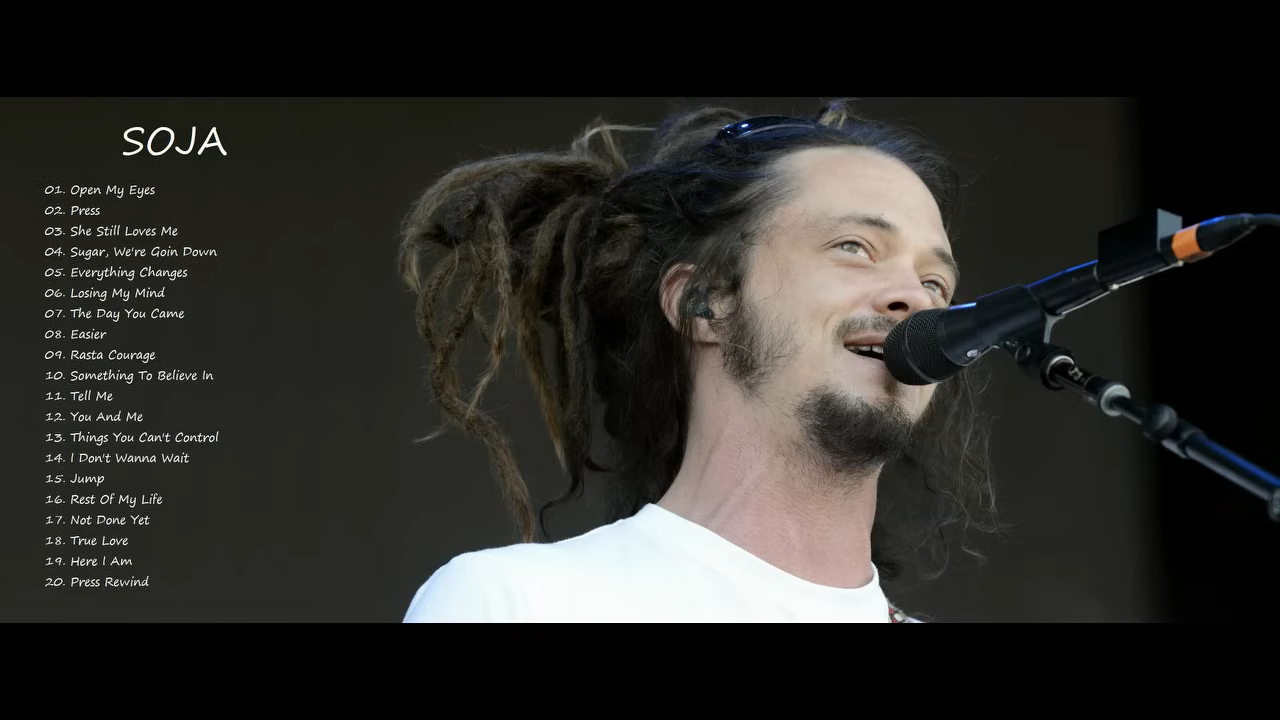 SOJA
01. Open My Eyes
02. Press
03. She Still Loves Me
04. Sugar, We're Goin Down
05. Everything Changes
06. Losing My Mind
07. The Day You Came
08. Easier
09. Rasta Courage
10. Something To Believe In
11. Tell Me
12. You And Me
13. Things You Can't Control
14. I Don't Wanna Wait
15. Jump
16. Rest Of My Life
17. Not Done Yet
18. True Love
19. Here I Am
20. Press Rewind